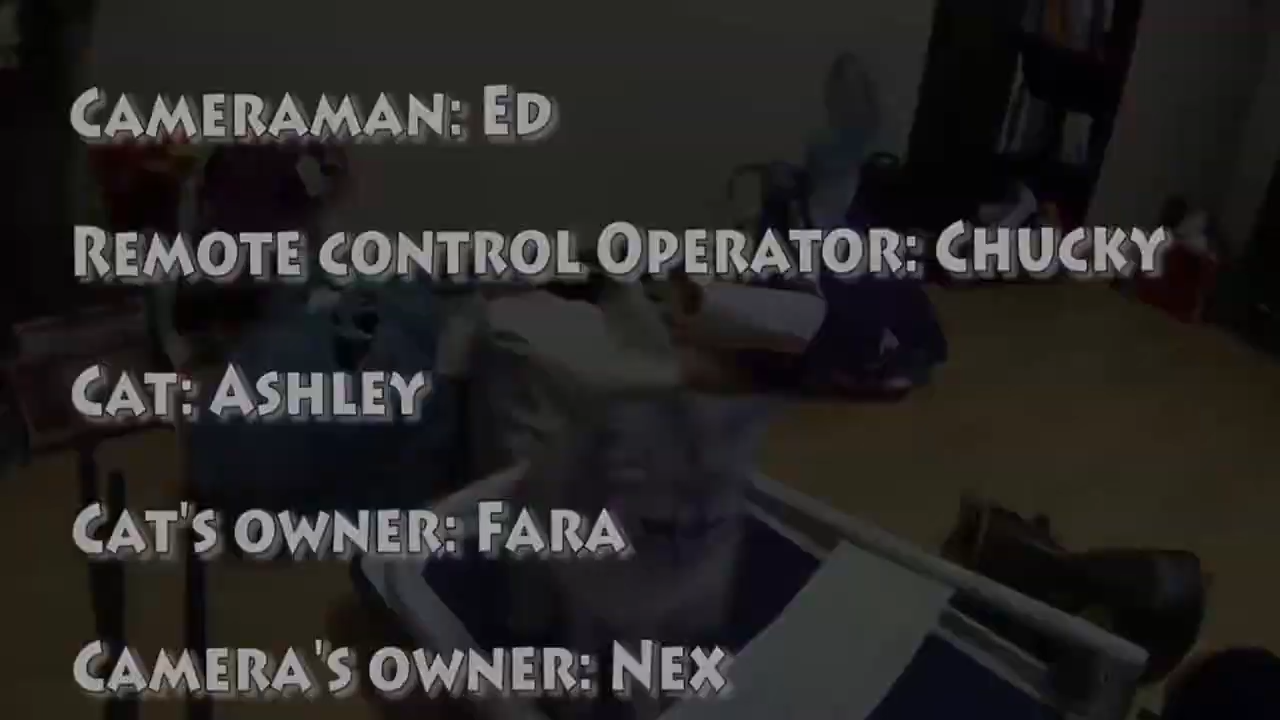 Cameraman: Ed
Remote control Operator: Chucky
Cat: Ashley
Cat's owner: Fara
Camera's owner: Nex